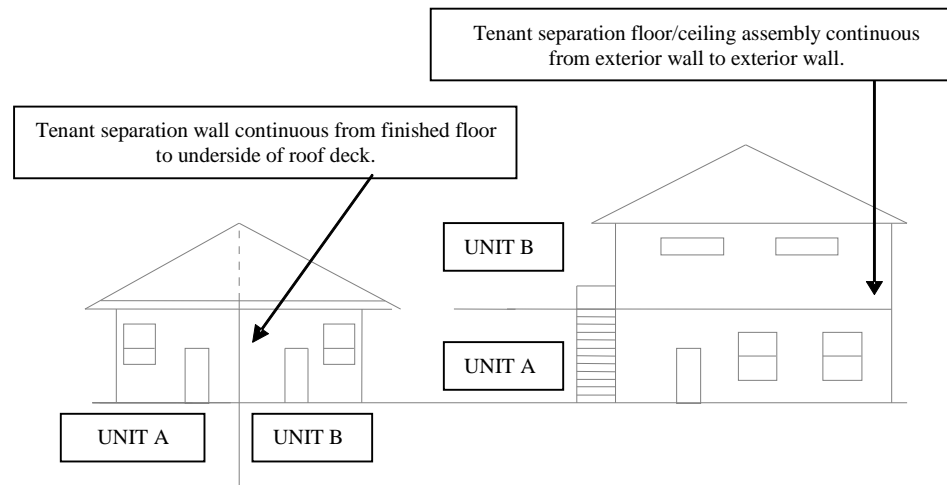 Tenant separation floor/ceiling assembly continuous
from exterior wall to exterior wall.
Tenant separation wall continuous from finished floor
to underside of roof deck.
UNIT B
UNIT A
UNIT A
UNIT B